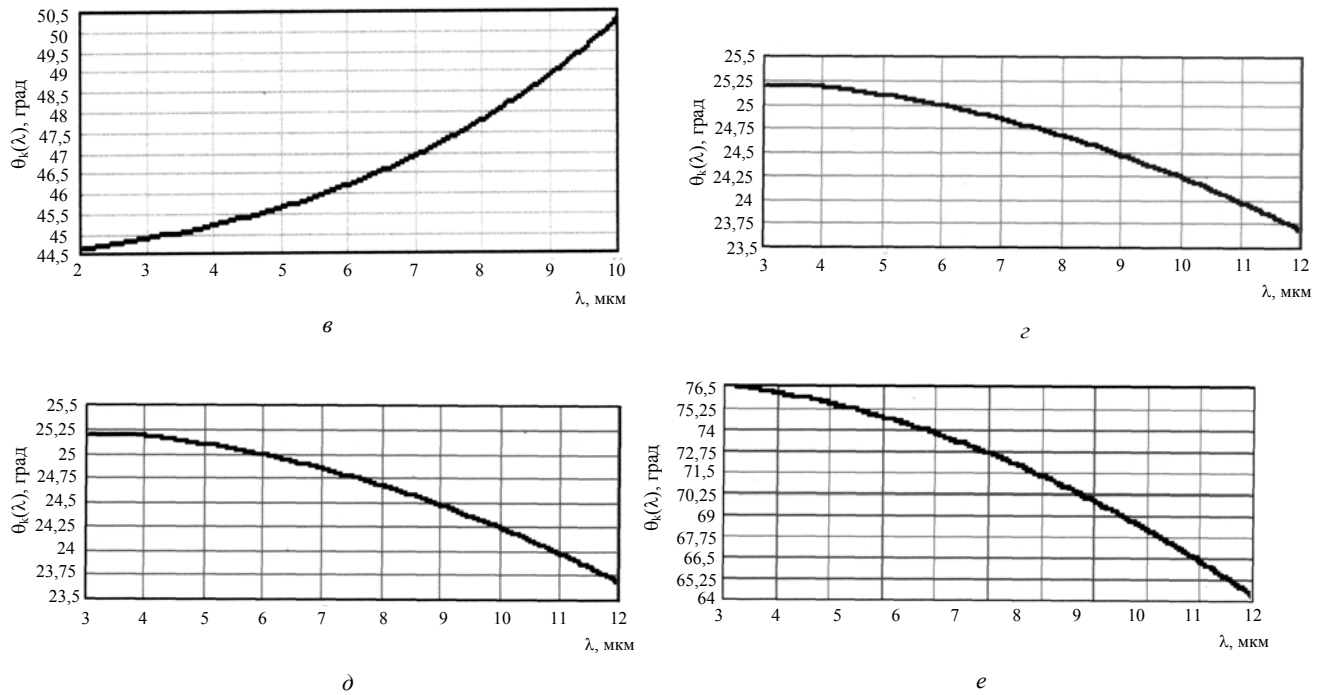 θk(λ), град
50,5
50
49,5
49
48,5
48
47,5
47
46,5
46
45,5
45
44,5
2 3 4 5 6 7 8 9 10
λ, мкм
в
θk(λ), град
25,5
25,25
25
24,75
24,5
24,25
24
23,75
23,5
3 4 5 6 7 8 9 10 11 12
λ, мкм
г
θk(λ), град
25,5
25,25
25
24,75
24,5
24,25
24
23,75
23,5
3 4 5 6 7 8 9 10 11 12
λ, мкм
д
θk(λ), град
76,5
75,25
74
72,75
71,5
70,25
69
67,75
66,5
65,25
64
3 4 5 6 7 8 9 10 11 12
λ, мкм
е